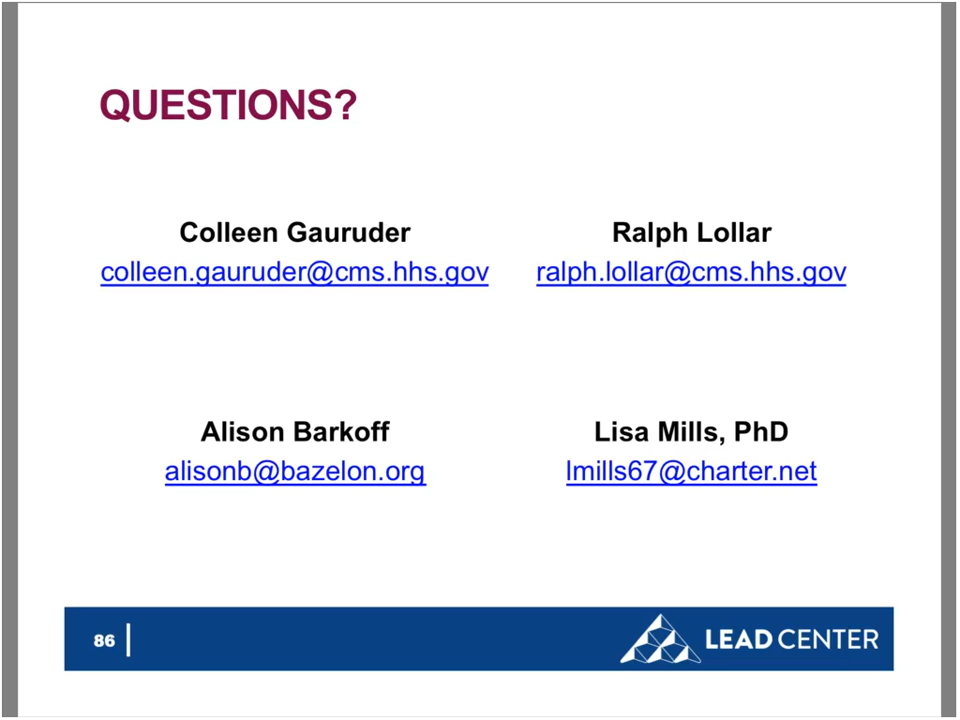 QUESTIONS?
Colleen Gauruder
colleen.gauruder@cms.hhs.gov
Ralph Lollar
ralph.lollar@cms.hhs.gov
Alison Barkoff
alisonb@bazelon.org
Lisa Mills, PhD
lmills67@charter.net
86
LEAD CENTER